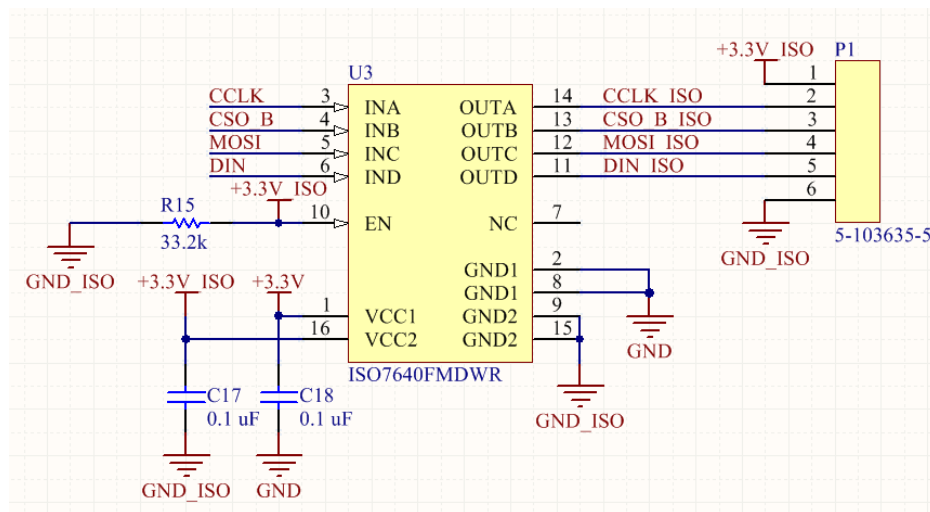 +3.3V_ISO
P1
U3
1
CCLK 3 INA OUTA 14 CCLK_ISO 2
CSO_B 4 INB OUTB 13 CSO_B_ISO 3
MOSI 5 INC OUTC 12 MOSI_ISO 4
DIN 6 IND OUTD 11 DIN_ISO 5
+3.3V_ISO
6
R15
10 EN NC 7
33.2k
5-103635-5
GND_ISO
GND_ISO
GND1 2
+3.3V_ISO
+3.3V
GND1 8
1 VCC1 GND2 9
16 VCC2 GND2 15
GND
ISO7640FMDWR
C17
0.1 uF
C18
0.1 uF
GND_ISO
GND_ISO
GND